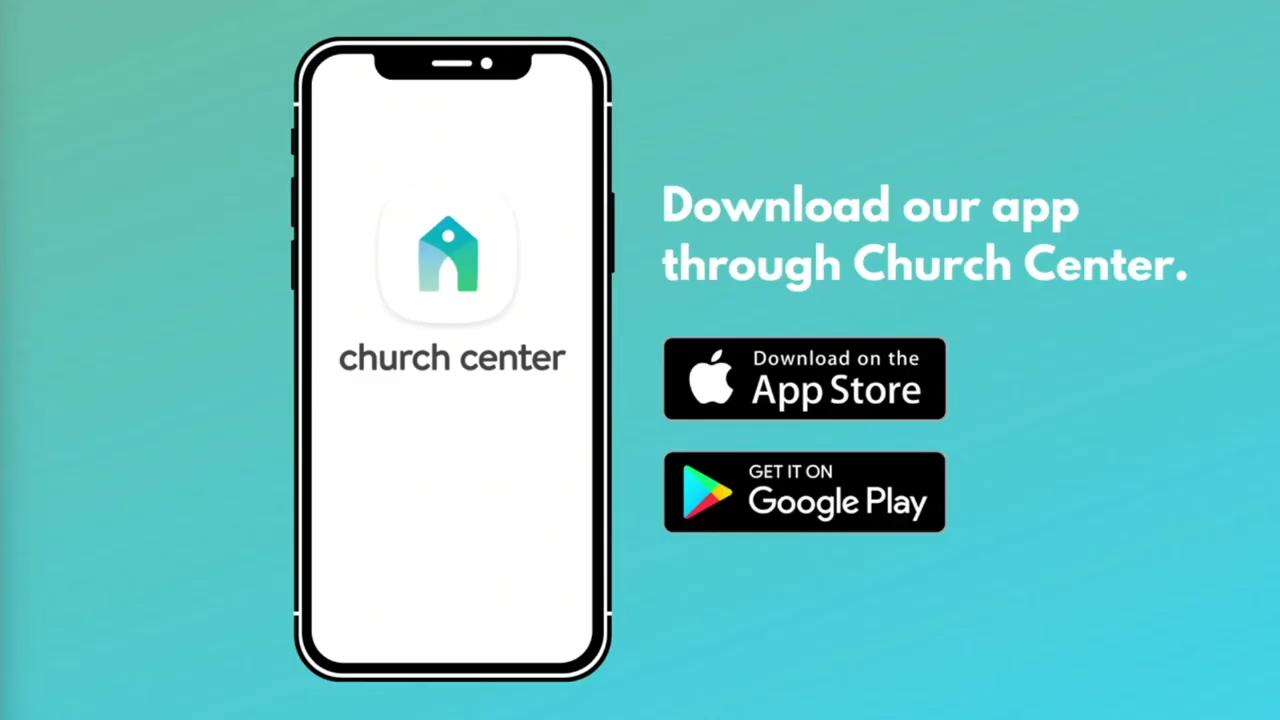 church center
Download our app
through Church Center.
Download on the
App Store
GET IT ON
Google Play